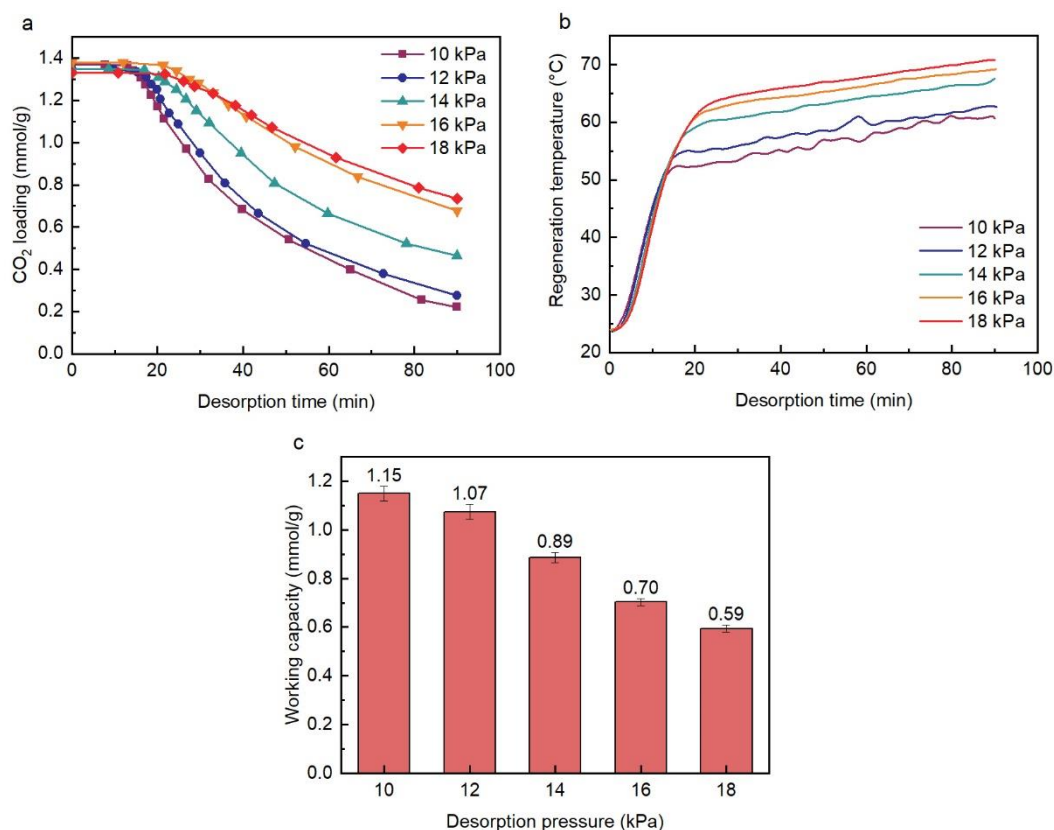 a
1.4
1.2
1.0
0.8
0.6
0.4
0.2
0.0
0 20 40 60 80 100
CO2 loading (mmol/g)
Desorption time (min)
10 kPa
12 kPa
14 kPa
16 kPa
18 kPa
b
70
60
50
40
30
20
0 20 40 60 80 100
Regeneration temperature (°C)
Desorption time (min)
10 kPa
12 kPa
14 kPa
16 kPa
18 kPa
c
1.2
1.0
0.8
0.6
0.4
0.2
0.0
Working capacity (mmol/g)
1.15
1.07
0.89
0.70
0.59
10 12 14 16 18
Desorption pressure (kPa)